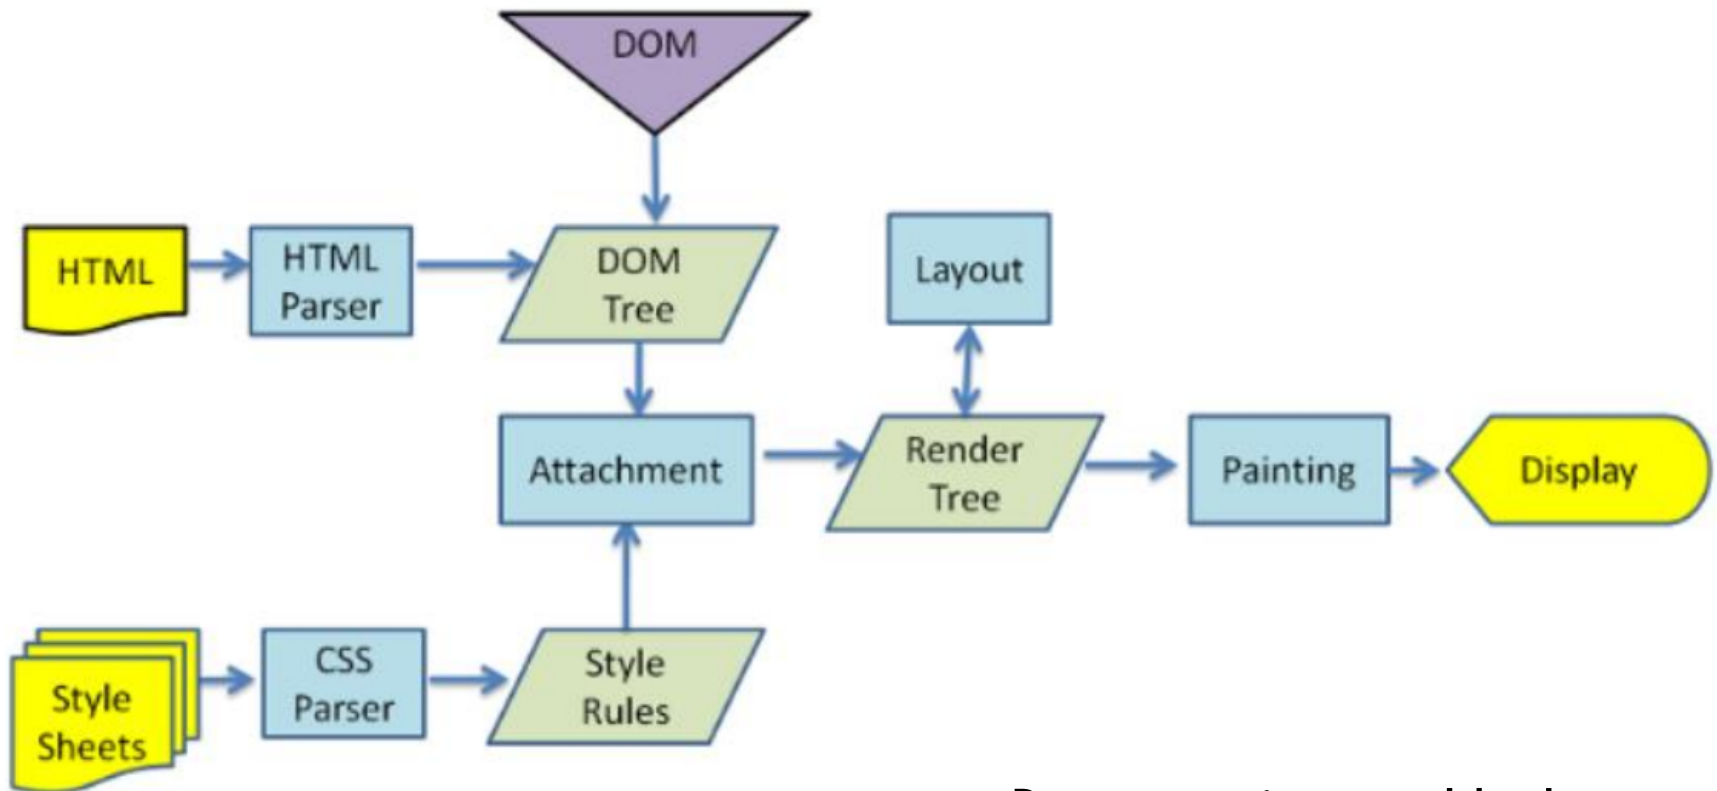 DOM
HTML
HTML
Parser
DOM
Tree
Layout
Attachment
Render
Tree
Painting
Display
Style
Sheets
CSS
Parser
Style
Rules